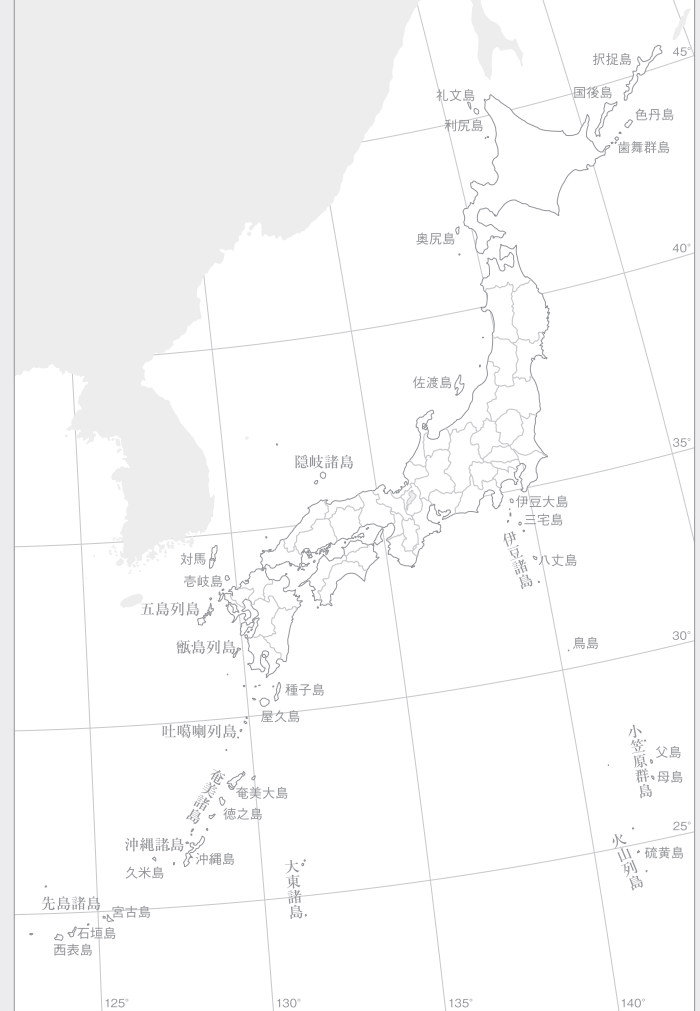 45°
択捉島
国後島
礼文島
色丹島
利尻島
歯舞群島
奥尻島
40°
佐渡島
35°
隠岐諸島
伊豆大島
三宅島
伊豆諸島
八丈島
対馬
壱岐島
五島列島
甑島列島
30°
鳥島
種子島
屋久島
吐噶喇列島
小笠原群島
父島
母島
奄美諸島
奄美大島
徳之島
25°
火山列島
硫黄島
沖縄諸島
沖縄島
久米島
大東諸島
先島諸島
宮古島
石垣島
西表島
125°
130°
135°
140°